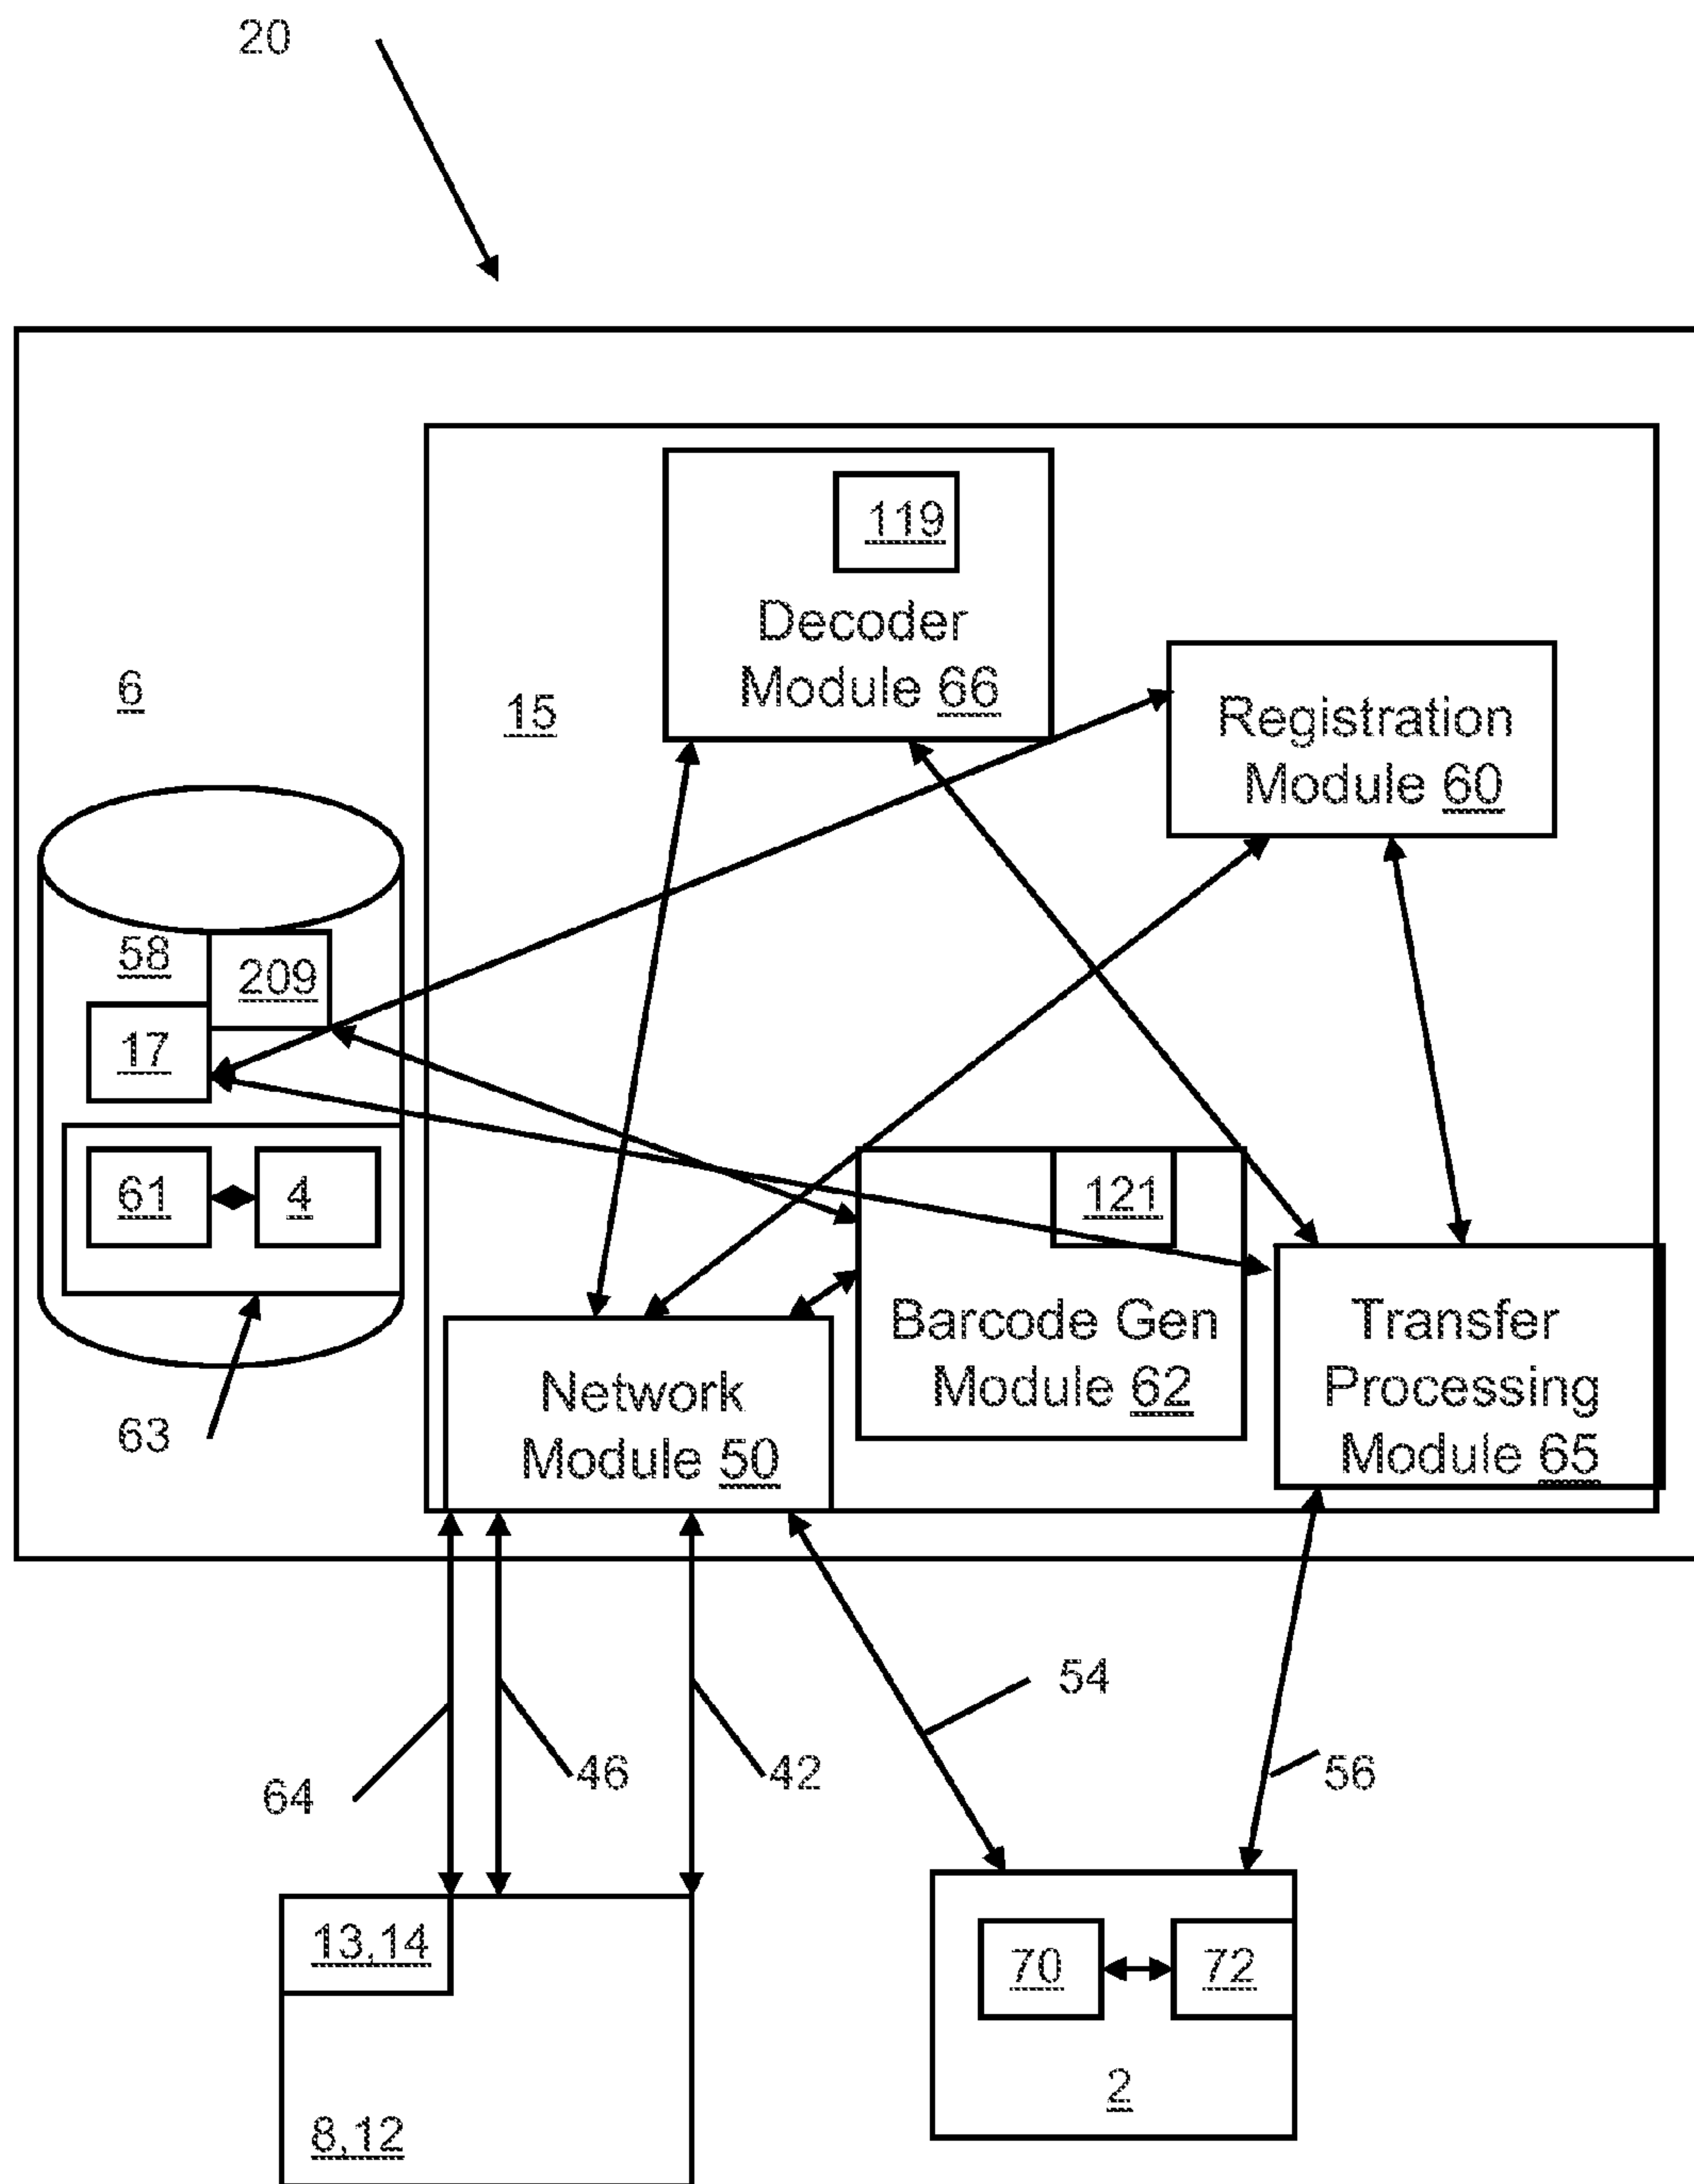 20
119
Decoder
Module 66
6
15
Registration
Module 60
58
209
17
61
4
121
Barcode Gen
Module 62
Transfer
Processing
Module 65
63
Network
Module 50
54
64
46
42
56
13,14
70
72
2
8,12